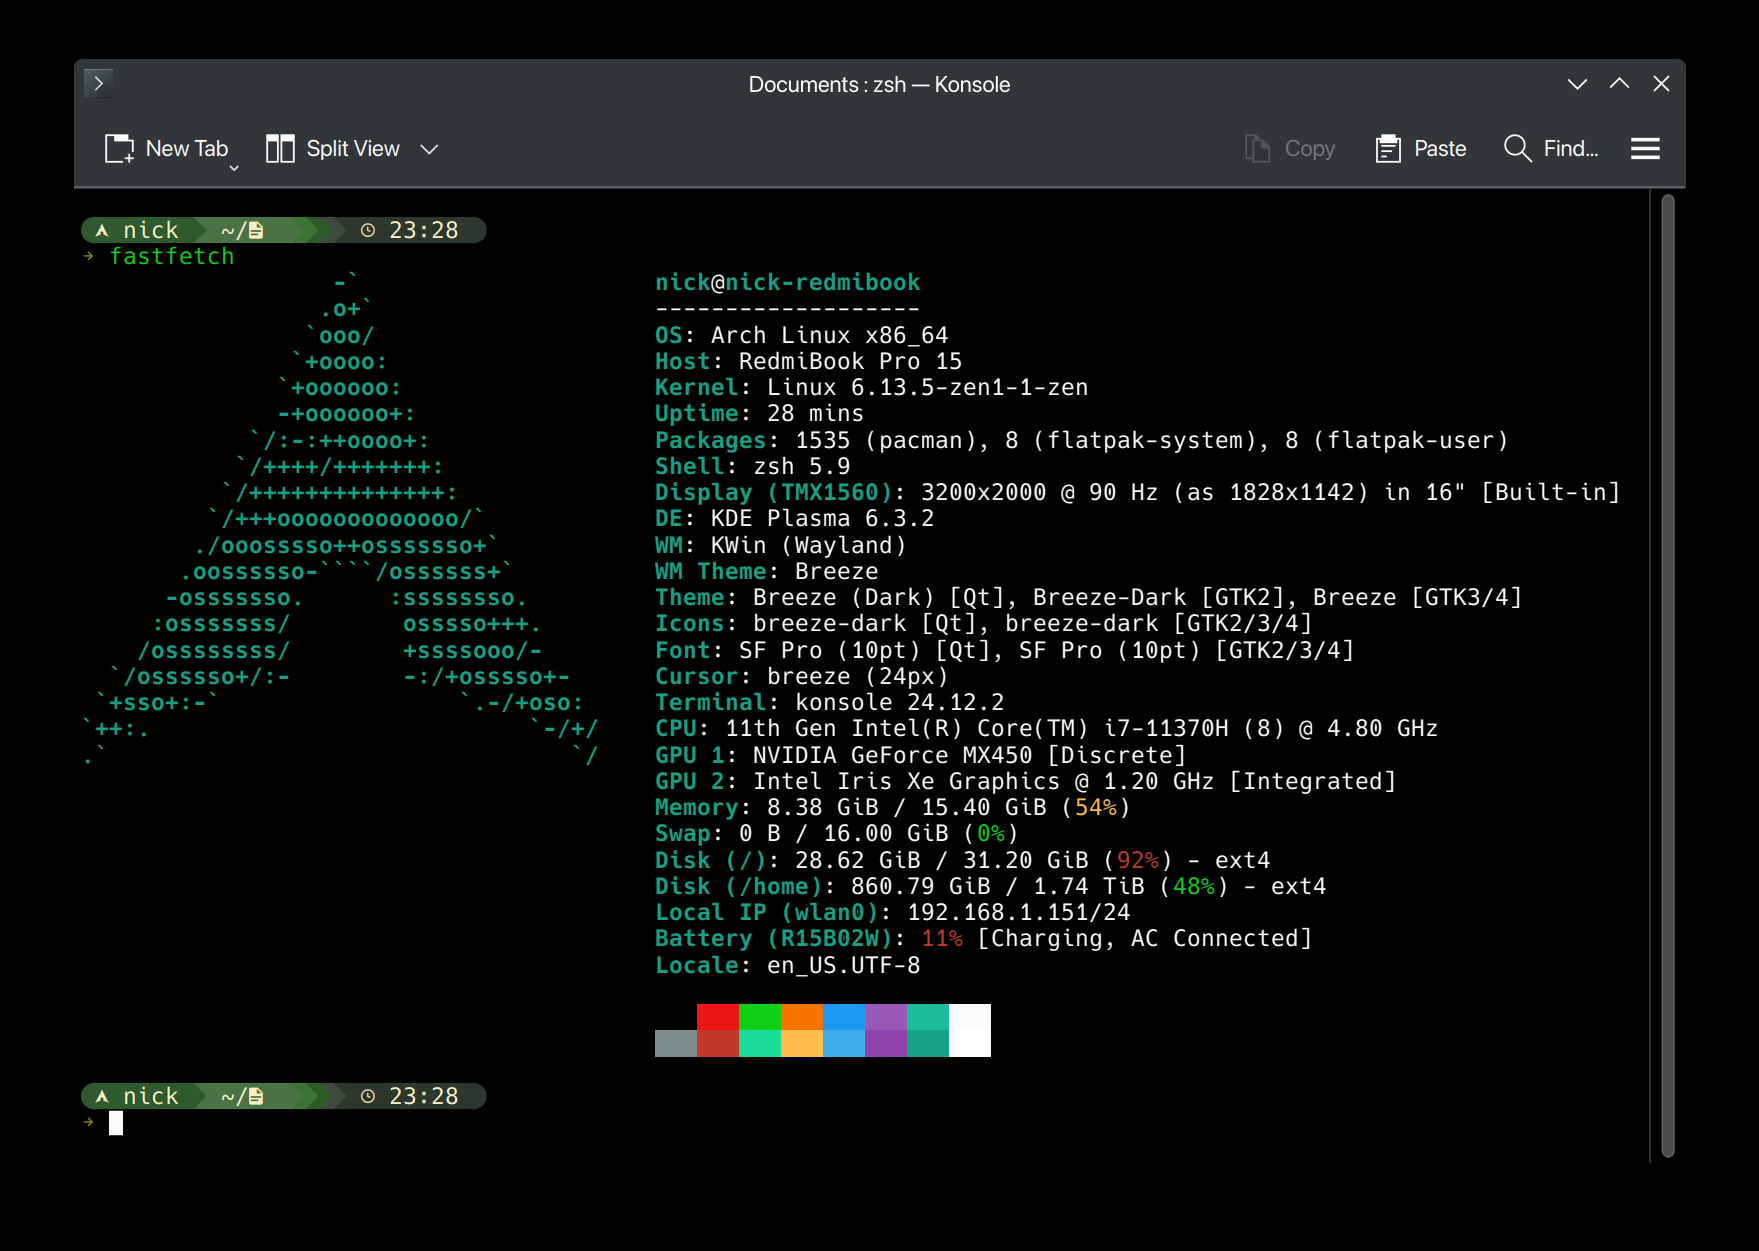 Documents : zsh — Konsole
New Tab Split View Copy Paste Find...
nick ~/ 23:28
→ fastfetch
-` nick@nick-redmibook
.o+` -------------------
`ooo/ OS: Arch Linux x86_64
`+oooo: Host: RedmiBook Pro 15
`+oooooo: Kernel: Linux 6.13.5-zen1-1-zen
-+oooooo+: Uptime: 28 mins
`/:-:++oooo+: Packages: 1535 (pacman), 8 (flatpak-system), 8 (flatpak-user)
`/++++/+++++++: Shell: zsh 5.9
`/++++++++++++++: Display (TMX1560): 3200x2000 @ 90 Hz (as 1828x1142) in 16" [Built-in]
`/+++ooooooooooooo/` DE: KDE Plasma 6.3.2
./ooosssso++osssssso+` WM: KWin (Wayland)
.oossssso-````/ossssss+` WM Theme: Breeze
-osssssso. :ssssssso. Theme: Breeze (Dark) [Qt], Breeze-Dark [GTK2], Breeze [GTK3/4]
:osssssss/ osssso+++. Icons: breeze-dark [Qt], breeze-dark [GTK2/3/4]
/ossssssss/ +ssssooo/- Font: SF Pro (10pt) [Qt], SF Pro (10pt) [GTK2/3/4]
`/ossssso+/:- -:/+osssso+- Cursor: breeze (24px)
`+sso+:-` `.-/+oso: Terminal: konsole 24.12.2
`++:. `-/+/ CPU: 11th Gen Intel(R) Core(TM) i7-11370H (8) @ 4.80 GHz
.` `/ GPU 1: NVIDIA GeForce MX450 [Discrete]
GPU 2: Intel Iris Xe Graphics @ 1.20 GHz [Integrated]
Memory: 8.38 GiB / 15.40 GiB (54%)
Swap: 0 B / 16.00 GiB (0%)
Disk (/): 28.62 GiB / 31.20 GiB (92%) - ext4
Disk (/home): 860.79 GiB / 1.74 TiB (48%) - ext4
Local IP (wlan0): 192.168.1.151/24
Battery (R15B02W): 11% [Charging, AC Connected]
Locale: en_US.UTF-8
nick ~/ 23:28
→